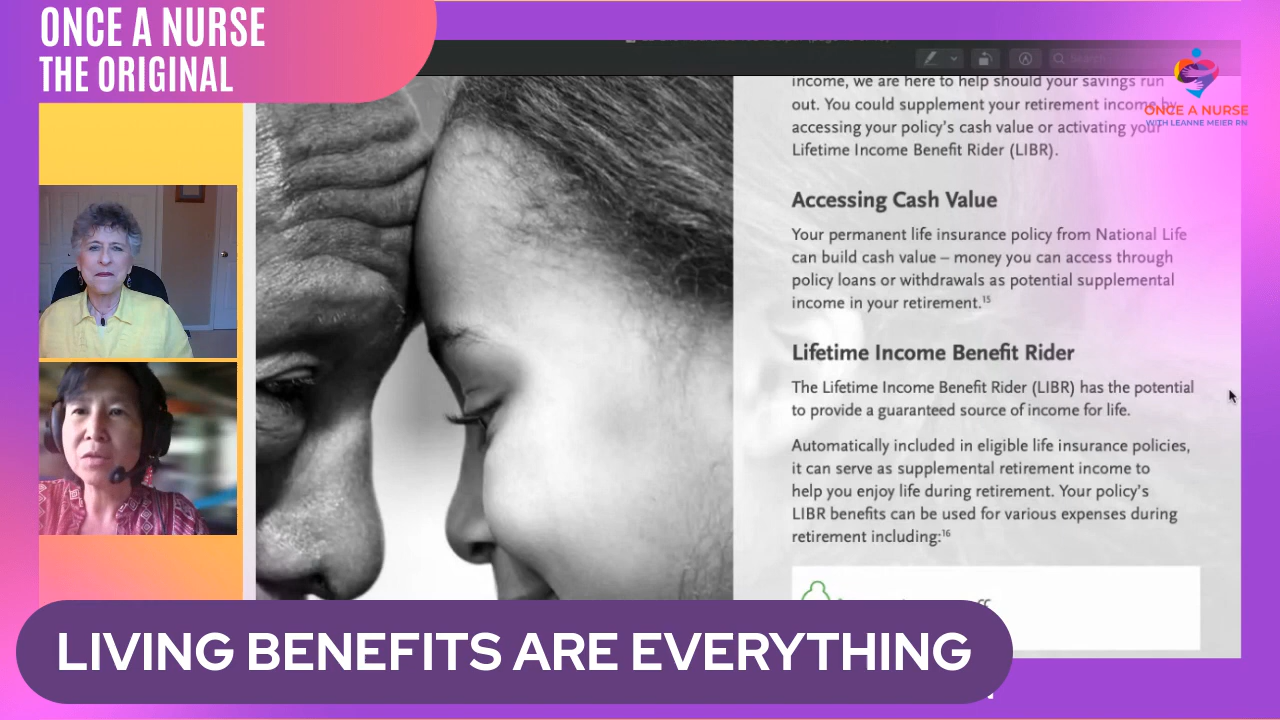 ONCE A NURSE
THE ORIGINAL
Search
ONCE A NURSE
WITH LEANNE MEIER RN
income, we are here to help should your savings run
out. You could supplement your retirement income by
accessing your policy's cash value or activating your
Lifetime Income Benefit Rider (LIBR).
Accessing Cash Value
Your permanent life insurance policy from National Life
can build cash value – money you can access through
policy loans or withdrawals as potential supplemental
income in your retirement.15
Lifetime Income Benefit Rider
The Lifetime Income Benefit Rider (LIBR) has the potential
to provide a guaranteed source of income for life.
Automatically included in eligible life insurance policies,
it can serve as supplemental retirement income to
help you enjoy life during retirement. Your policy's
LIBR benefits can be used for various expenses during
retirement including:16
LIVING BENEFITS ARE EVERYTHING